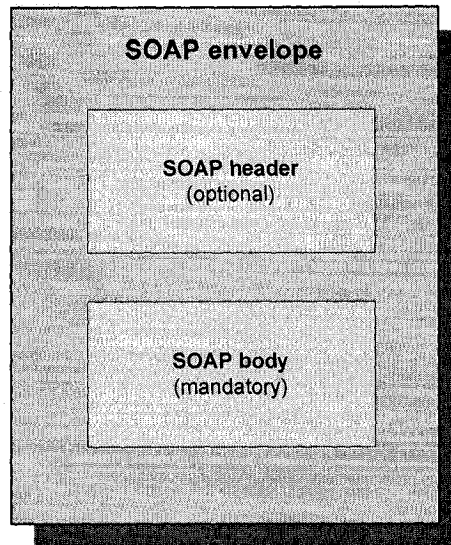 SOAP envelope
SOAP header
(optional)
SOAP body
(mandatory)